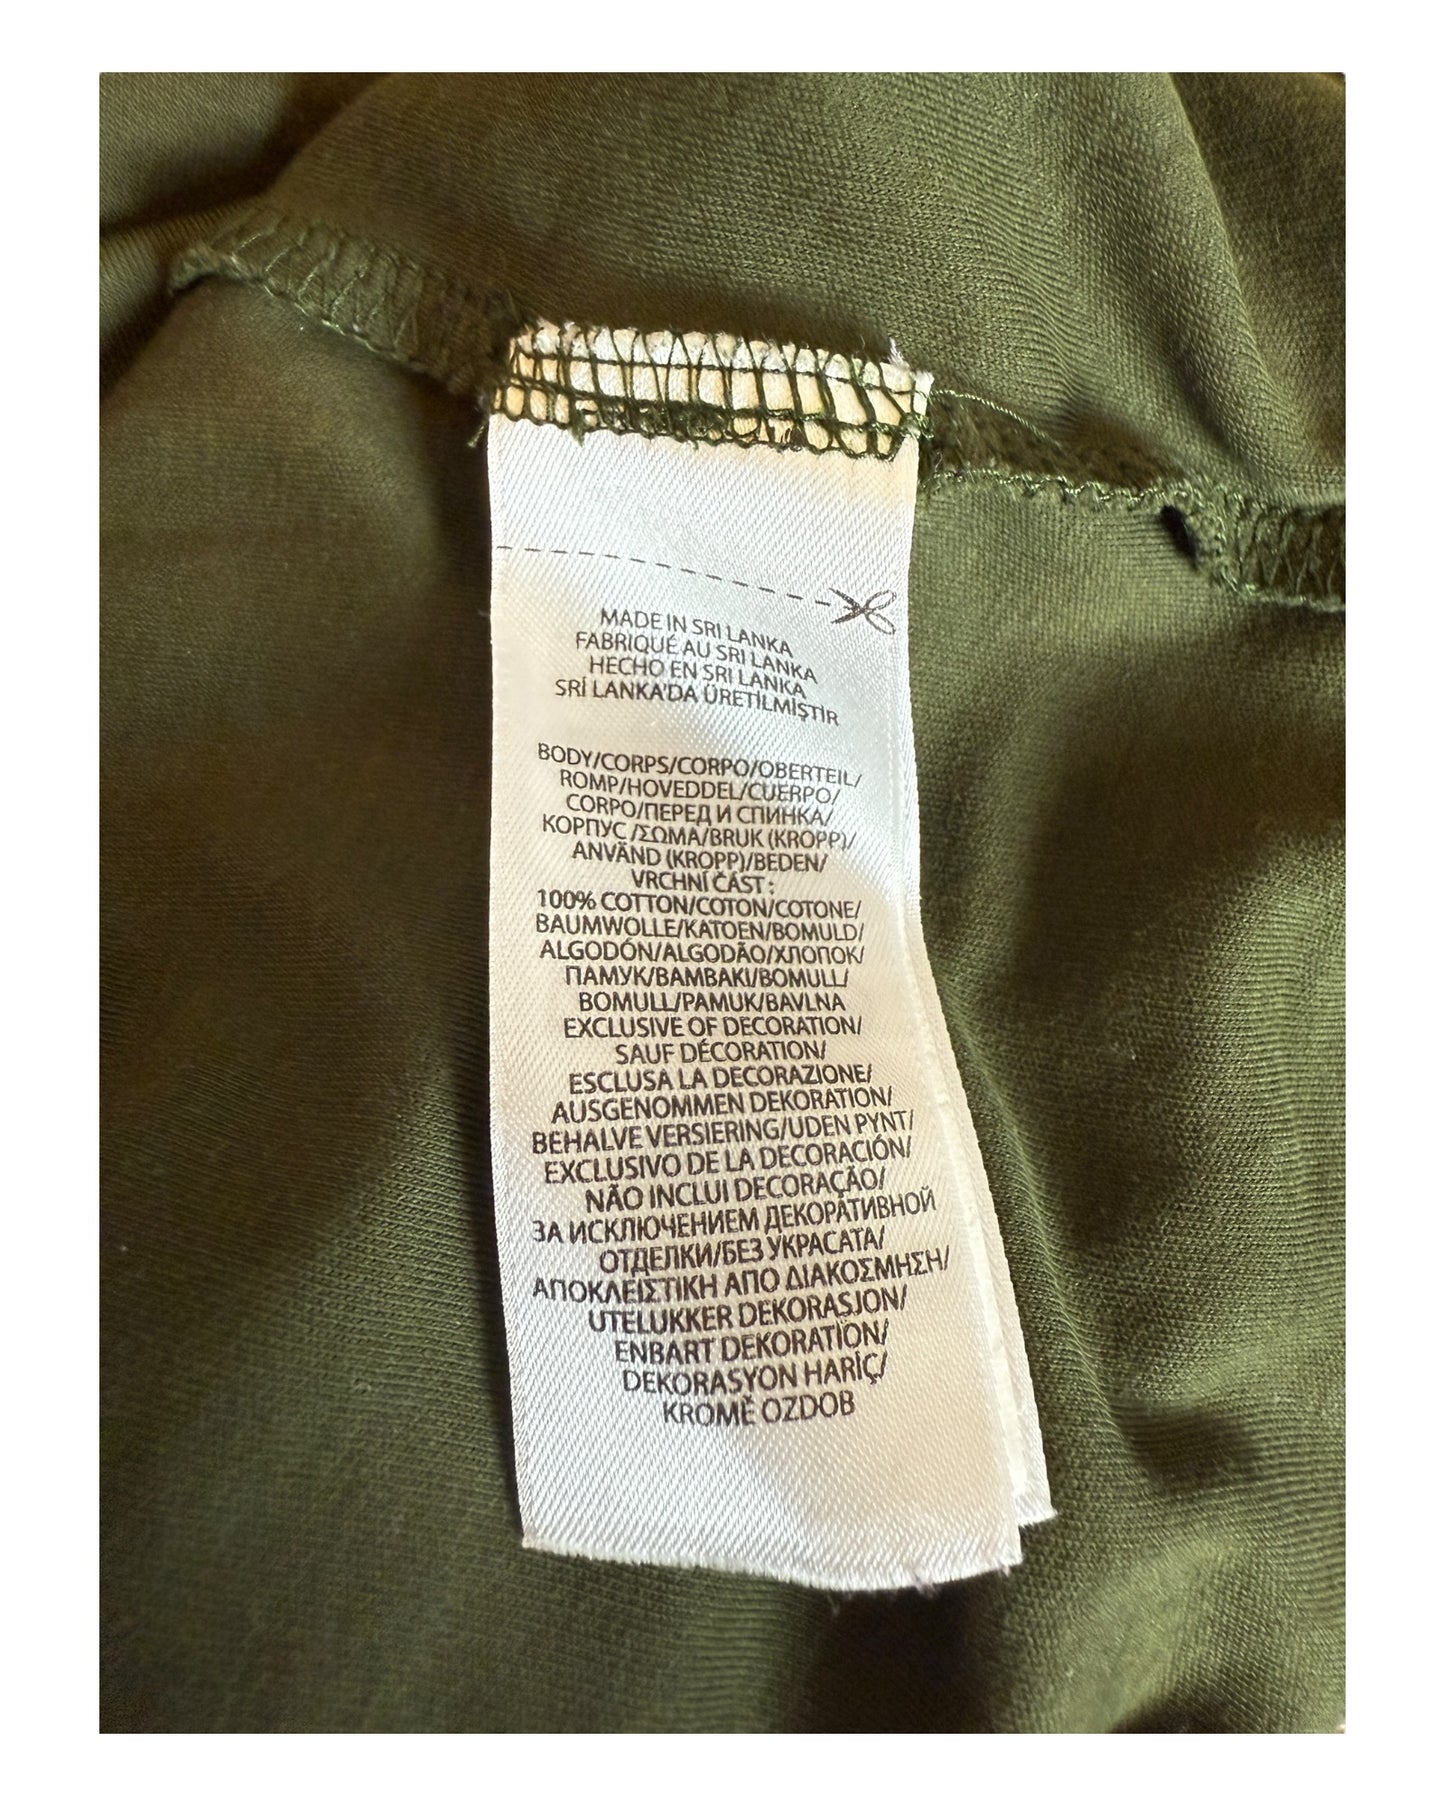 MADE IN SRI LANKA
FABRIQUÉ AU SRI LANKA
HECHO EN SRI LANKA
SRİ LANKA'DA ÜRETİLMİŞTİR
BODY/CORPS/CORPO/OBERTEIL/
ROMP/HOVEDDEL/CUERPO/
CORPO/ПЕРЕД И СПИНКА/
КОРПУС/ΣΩΜΑ/BRUK (KROPP)/
ANVÄND (KROPP)/BEDEN/
VRCHNÍ ČÁST :
100% COTTON/COTON/COTONE/
BAUMWOLLE/KATOEN/BOMULD/
ALGODÓN/ALGODÃO/ХЛОПОК/
ПАМУК/ΒΑΜΒΑΚΙ/BOMULL/
BOMULL/PAMUK/BAVLNA
EXCLUSIVE OF DECORATION/
SAUF DÉCORATION/
ESCLUSA LA DECORAZIONE/
AUSGENOMMEN DEKORATION/
BEHALVE VERSIERING/UDEN PYNT/
EXCLUSIVO DE LA DECORACIÓN/
NÃO INCLUI DECORAÇÃO/
ЗА ИСКЛЮЧЕНИЕМ ДЕКОРАТИВНОЙ
ОТДЕЛКИ/БЕЗ УКРАСАТА/
ΑΠΟΚΛΕΙΣΤΙΚΗ ΑΠΟ ΔΙΑΚΟΣΜΗΣΗ/
UTELUKKER DEKORASJON/
ENBART DEKORATION/
DEKORASYON HARİÇ/
KROMĚ OZDOB